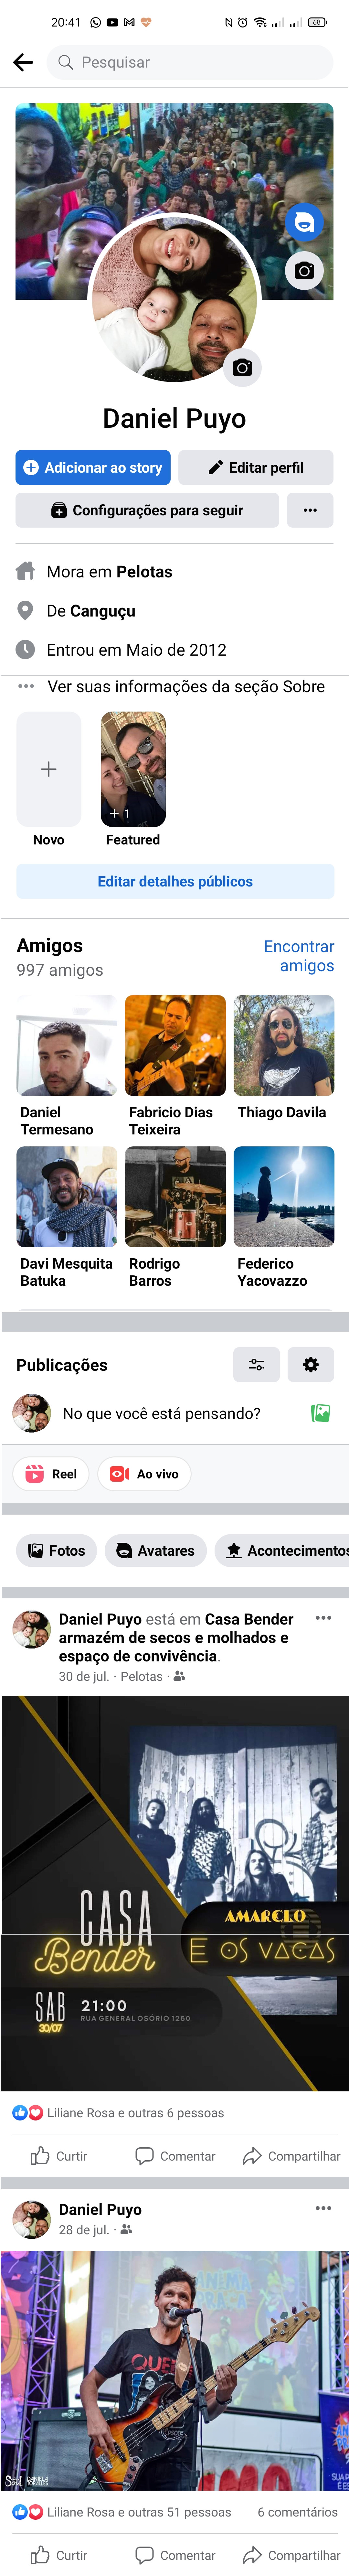 20:41
68
Pesquisar
Daniel Puyo
Adicionar ao story
Editar perfil
Configurações para seguir
Mora em Pelotas
De Canguçu
Entrou em Maio de 2012
Ver suas informações da seção Sobre
+ 1
Novo
Featured
Editar detalhes públicos
Amigos
997 amigos
Encontrar
amigos
Daniel
Termesano
Fabricio Dias
Teixeira
Thiago Davila
Davi Mesquita
Batuka
Rodrigo
Barros
Federico
Yacovazzo
Publicações
No que você está pensando?
Reel
Ao vivo
Fotos
Avatares
Acontecimentos
Daniel Puyo está em Casa Bender
armazém de secos e molhados e
espaço de convivência.
30 de jul. · Pelotas ·
CASA
Bender
AMARELO
E OS VACAS
SAB
30/07
21:00
RUA GENERAL OSÓRIO 1250
Liliane Rosa e outras 6 pessoas
Curtir
Comentar
Compartilhar
Daniel Puyo
28 de jul. ·
Liliane Rosa e outras 51 pessoas
6 comentários
Curtir
Comentar
Compartilhar